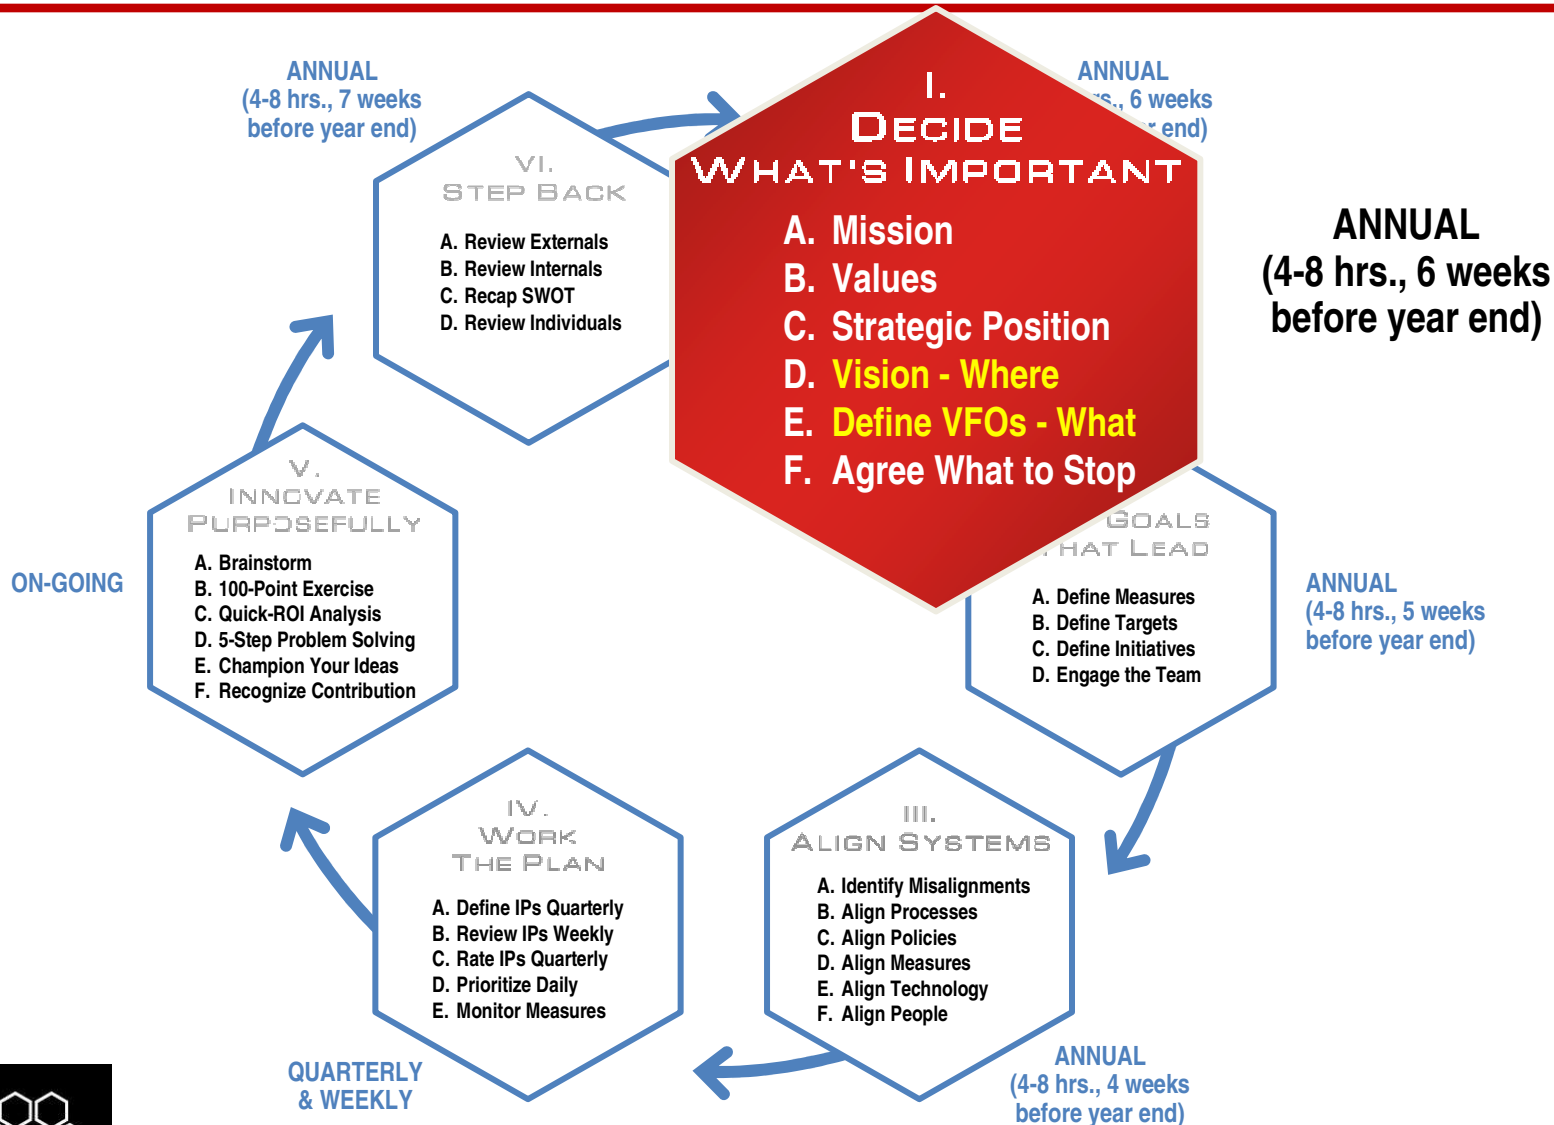 ANNUAL
(4-8 hrs., 7 weeks
before year end)
VI.
STEP BACK
A. Review Externals
B. Review Internals
C. Recap SWOT
D. Review Individuals
I.
DECIDE
WHAT'S IMPORTANT
A. Mission
B. Values
C. Strategic Position
D. Vision - Where
E. Define VFOs - What
F. Agree What to Stop
ANNUAL
6 weeks
end)
ANNUAL
(4-8 hrs., 6 weeks
before year end)
GOALS
LEAD
A. Define Measures
B. Define Targets
C. Define Initiatives
D. Engage the Team
ANNUAL
(4-8 hrs., 5 weeks
before year end)
III.
ALIGN SYSTEMS
A. Identify Misalignments
B. Align Processes
C. Align Policies
D. Align Measures
E. Align Technology
F. Align People
ANNUAL
(4-8 hrs., 4 weeks
before year end)
IV.
WORK
THE PLAN
A. Define IPs Quarterly
B. Review IPs Weekly
C. Rate IPs Quarterly
D. Prioritize Daily
E. Monitor Measures
QUARTERLY
& WEEKLY
V.
INNOVATE
PURPOSEFULLY
A. Brainstorm
B. 100-Point Exercise
C. Quick-ROI Analysis
D. 5-Step Problem Solving
E. Champion Your Ideas
F. Recognize Contribution
ON-GOING